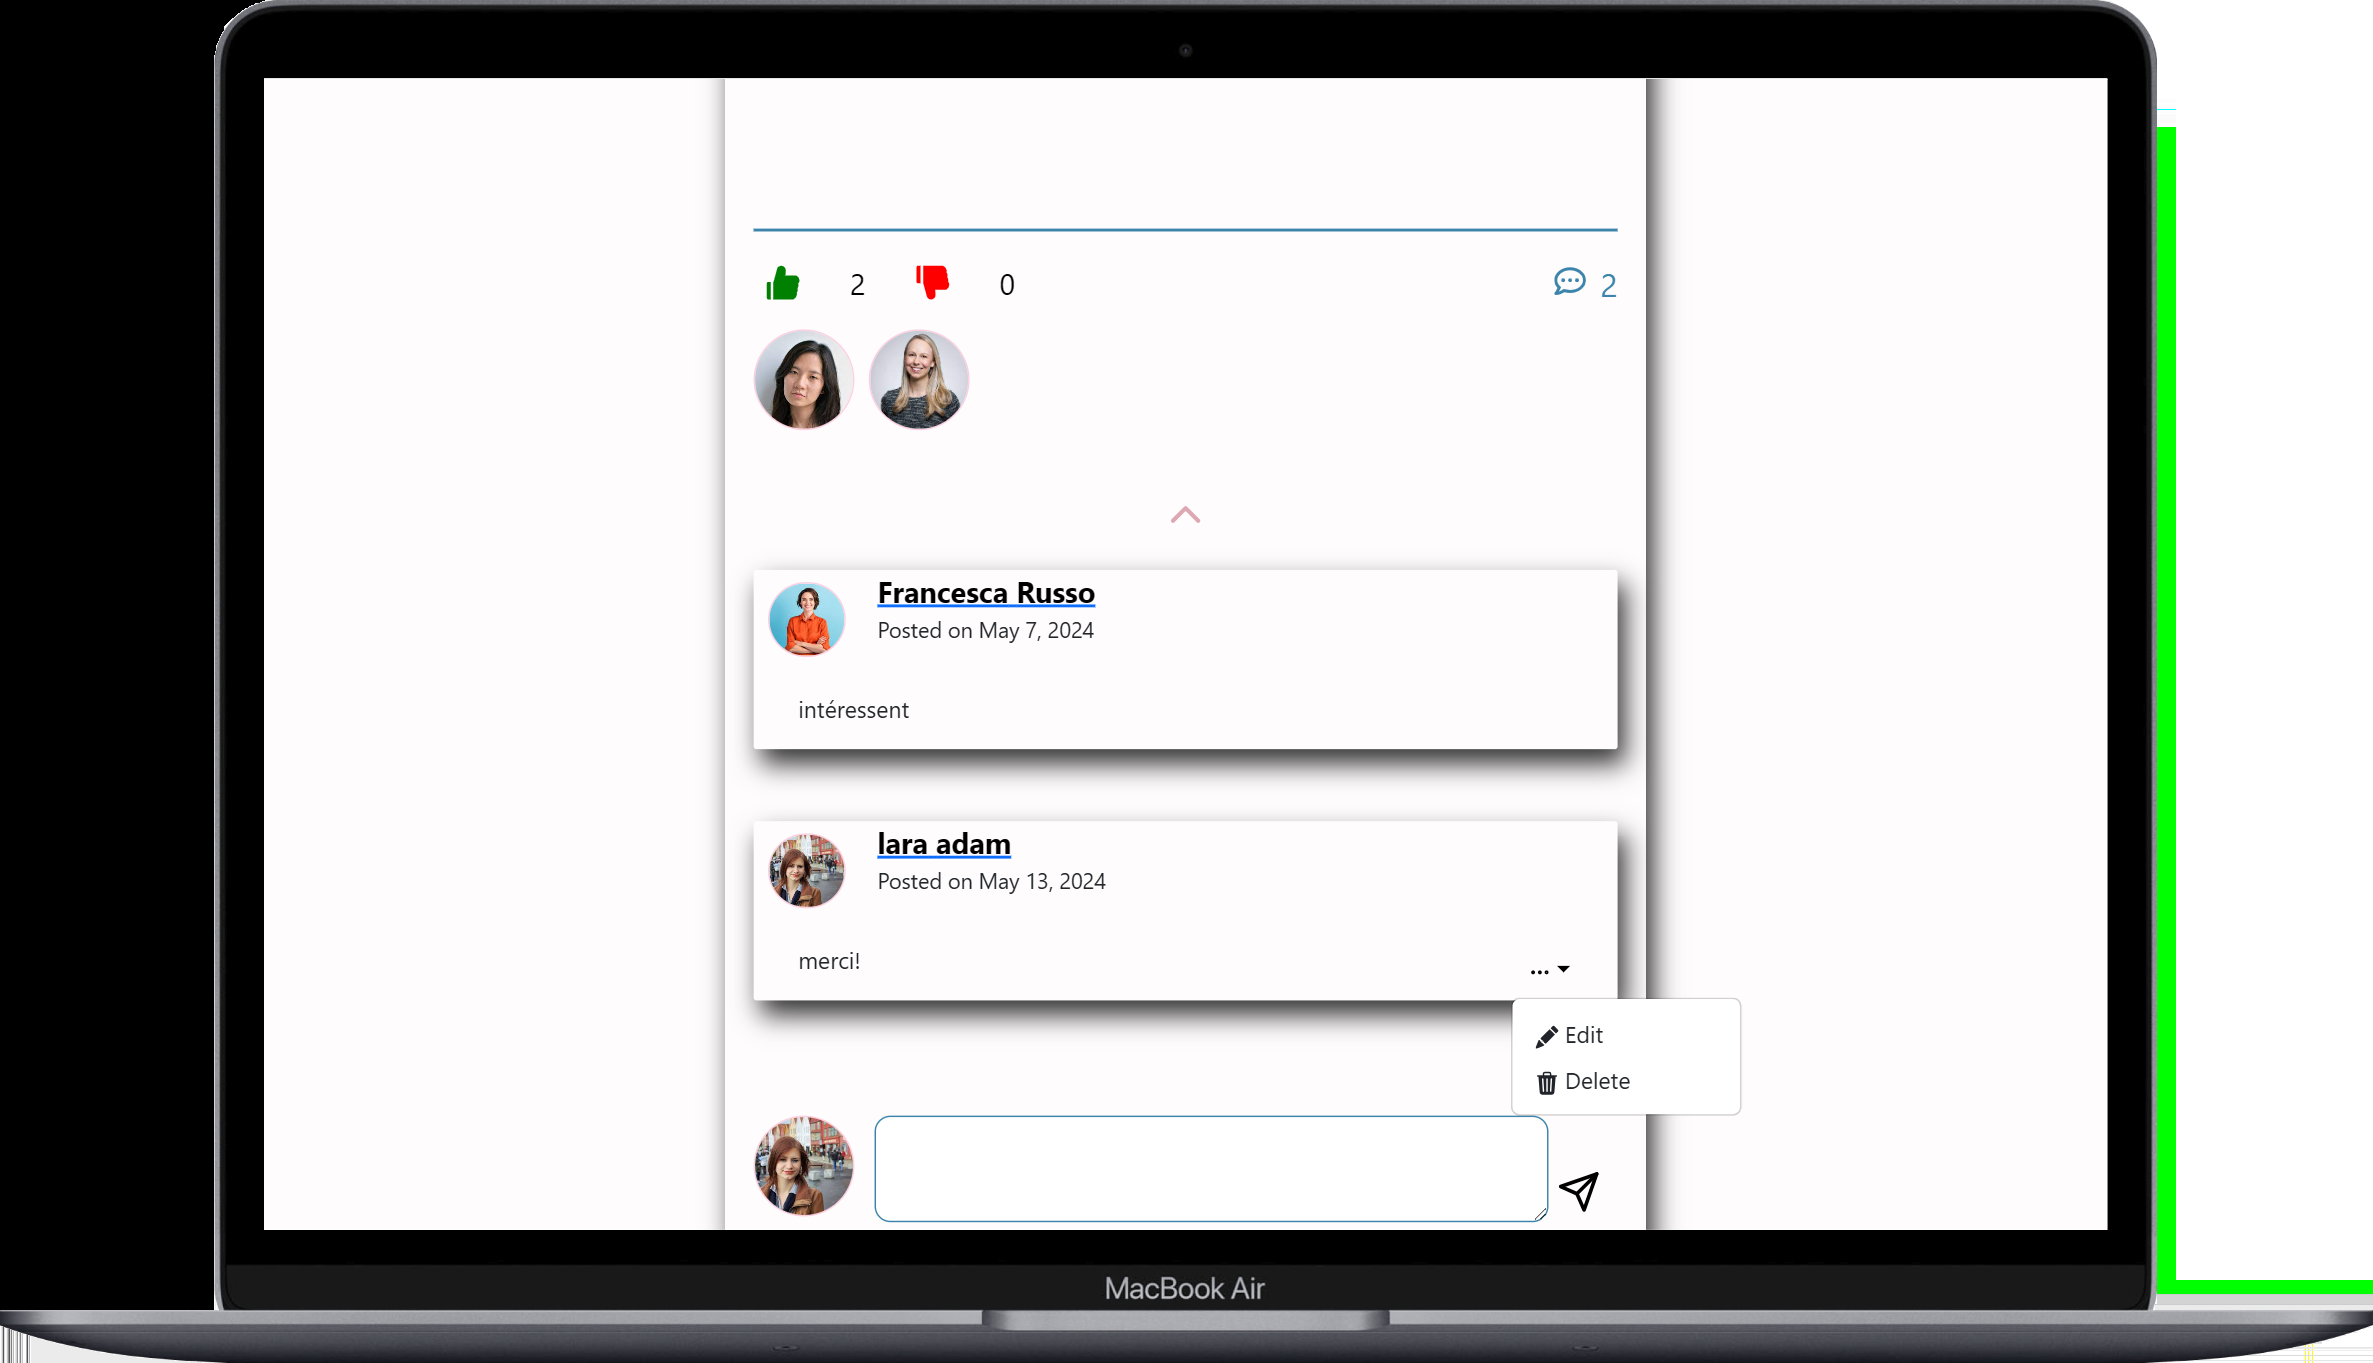 2 0 2
Francesca Russo
Posted on May 7, 2024
intéressent
lara adam
Posted on May 13, 2024
merci!
...
Edit
Delete
MacBook Air